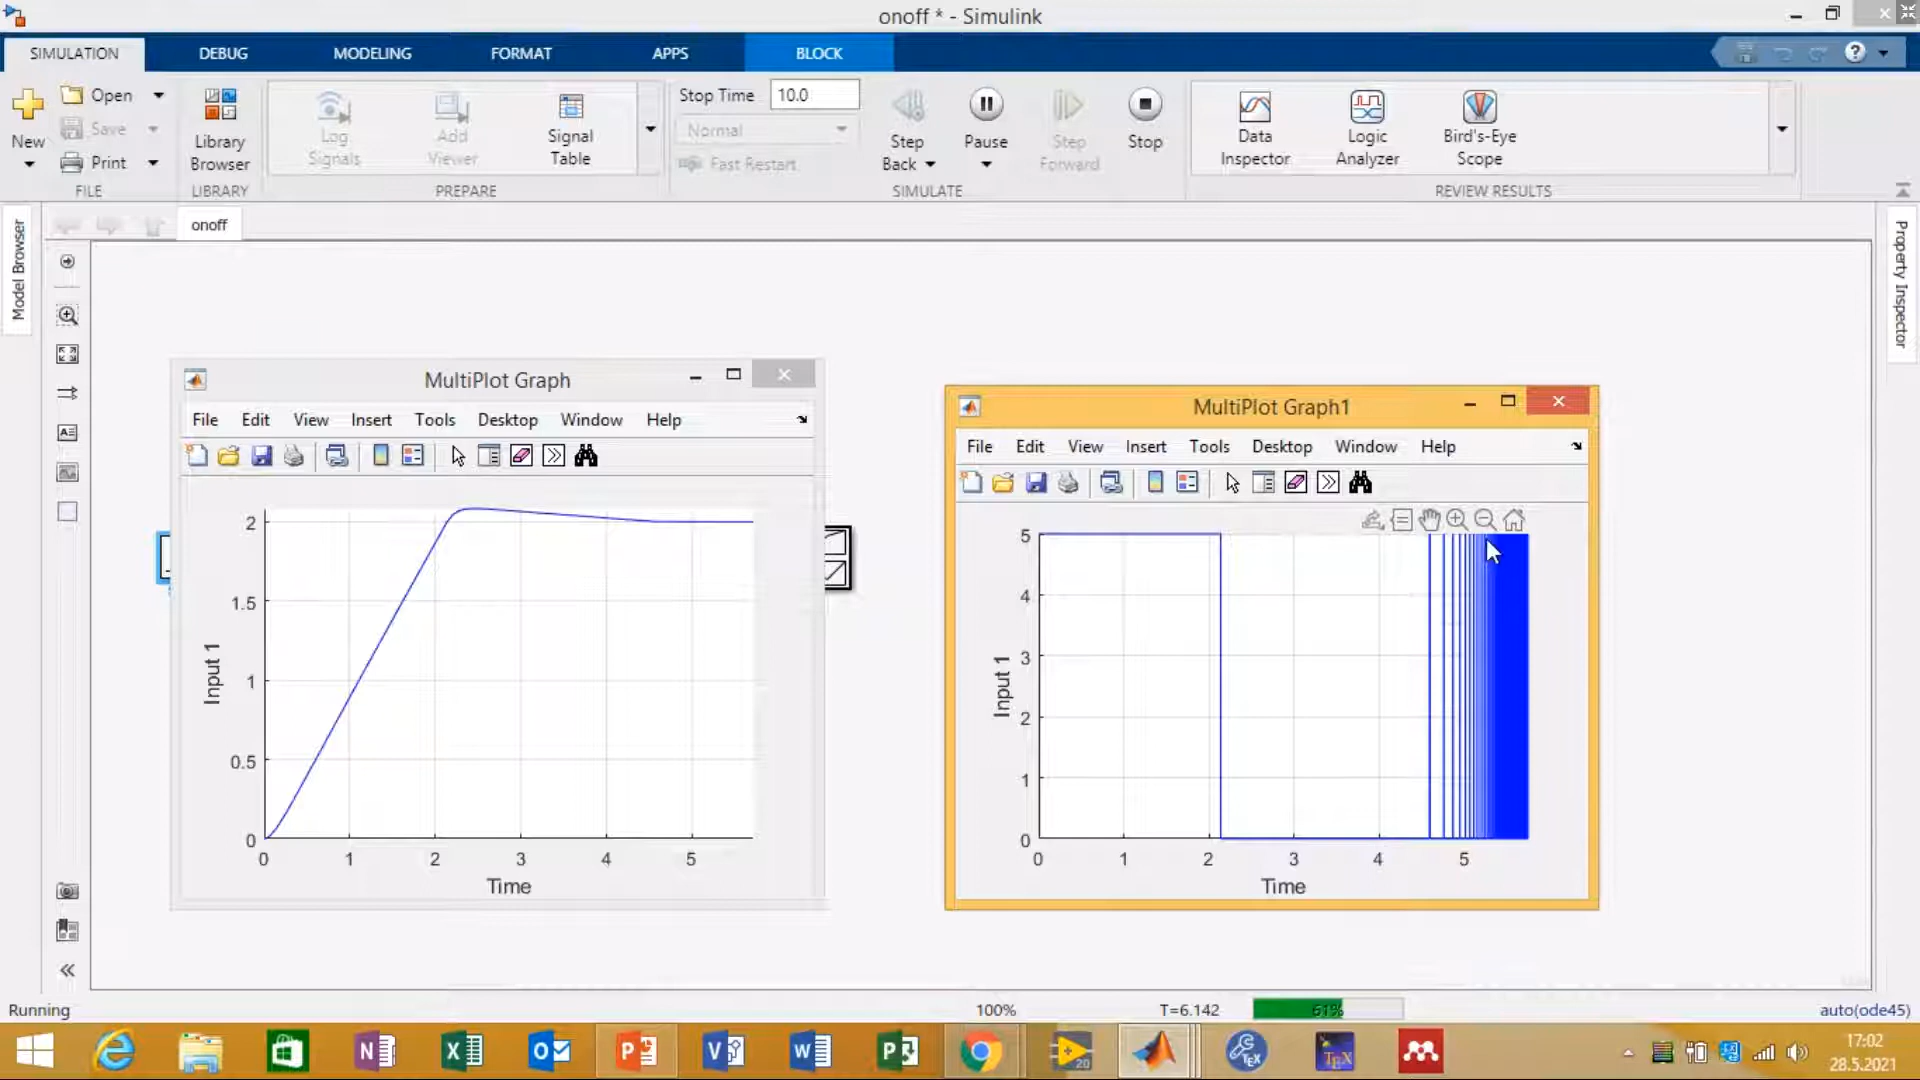 onoff * - Simulink
SIMULATION DEBUG MODELING FORMAT APPS BLOCK
New
Open
Save
Print
FILE
Library Browser
LIBRARY
Log Signals
Add Viewer
Signal Table
PREPARE
Stop Time 10.0
Normal
Fast Restart
Step Back
Pause
Step Forward
Stop
SIMULATE
Data Inspector
Logic Analyzer
Bird's-Eye Scope
REVIEW RESULTS
Model Browser
onoff
Property Inspector
MultiPlot Graph
File Edit View Insert Tools Desktop Window Help
2
1.5
1
0.5
0
Input 1
0 1 2 3 4 5
Time
MultiPlot Graph1
File Edit View Insert Tools Desktop Window Help
5
4
3
2
1
0
Input 1
0 1 2 3 4 5
Time
Running 100% T=6.142 61% auto(ode45)
17:02
28.5.2021